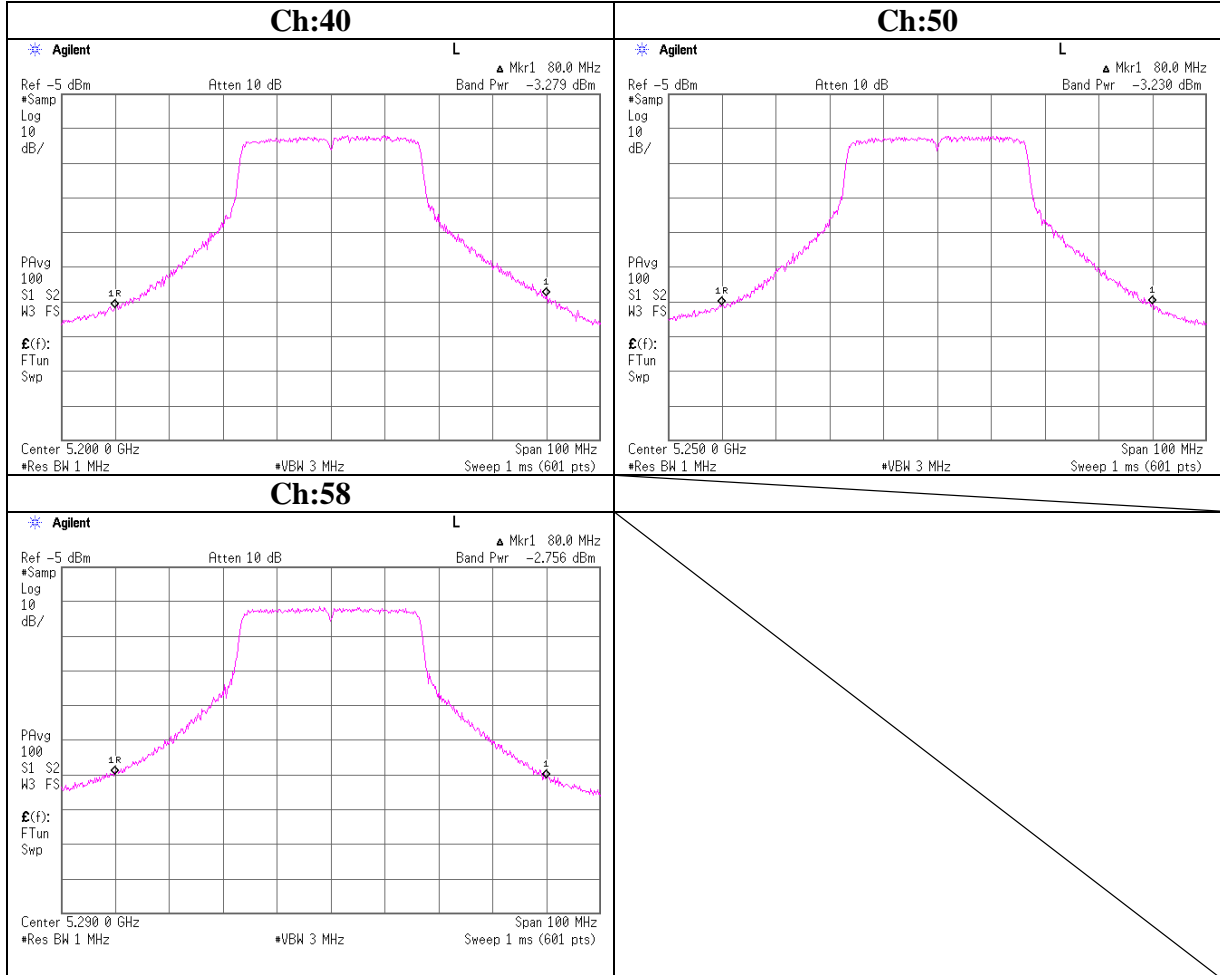 Ch:40
Agilent L
Δ Mkr1 80.0 MHz
Ref -5 dBm Atten 10 dB Band Pwr -3.279 dBm
#Samp
Log
10
dB/
PAvg
100
S1 S2
W3 FS
£(f):
FTun
Swp
1R
1
Center 5.200 0 GHz Span 100 MHz
#Res BW 1 MHz #VBW 3 MHz Sweep 1 ms (601 pts)
Ch:50
Agilent L
Δ Mkr1 80.0 MHz
Ref -5 dBm Atten 10 dB Band Pwr -3.230 dBm
#Samp
Log
10
dB/
PAvg
100
S1 S2
W3 FS
£(f):
FTun
Swp
1R
1
Center 5.250 0 GHz Span 100 MHz
#Res BW 1 MHz #VBW 3 MHz Sweep 1 ms (601 pts)
Ch:58
Agilent L
Δ Mkr1 80.0 MHz
Ref -5 dBm Atten 10 dB Band Pwr -2.756 dBm
#Samp
Log
10
dB/
PAvg
100
S1 S2
W3 FS
£(f):
FTun
Swp
1R
1
Center 5.290 0 GHz Span 100 MHz
#Res BW 1 MHz #VBW 3 MHz Sweep 1 ms (601 pts)